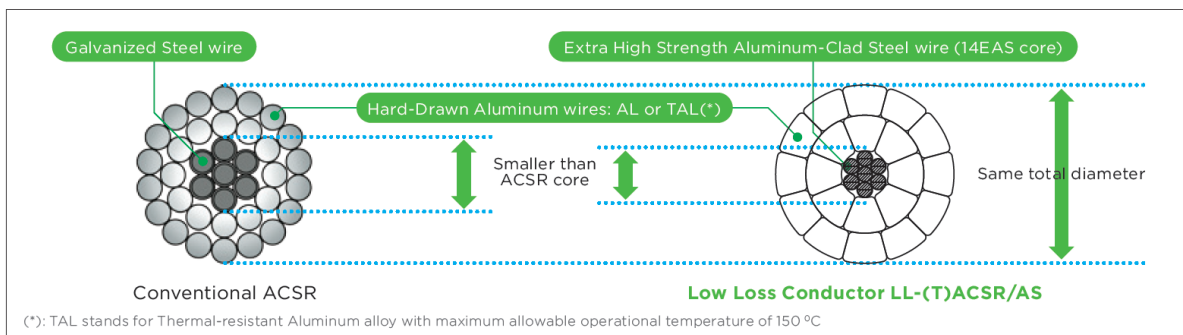 Galvanized Steel wire
Extra High Strength Aluminum-Clad Steel wire (14EAS core)
Hard-Drawn Aluminum wires: AL or TAL(*)
Smaller than
ACSR core
Same total diameter
Conventional ACSR
Low Loss Conductor LL-(T)ACSR/AS
(*): TAL stands for Thermal-resistant Aluminum alloy with maximum allowable operational temperature of 150 ºC